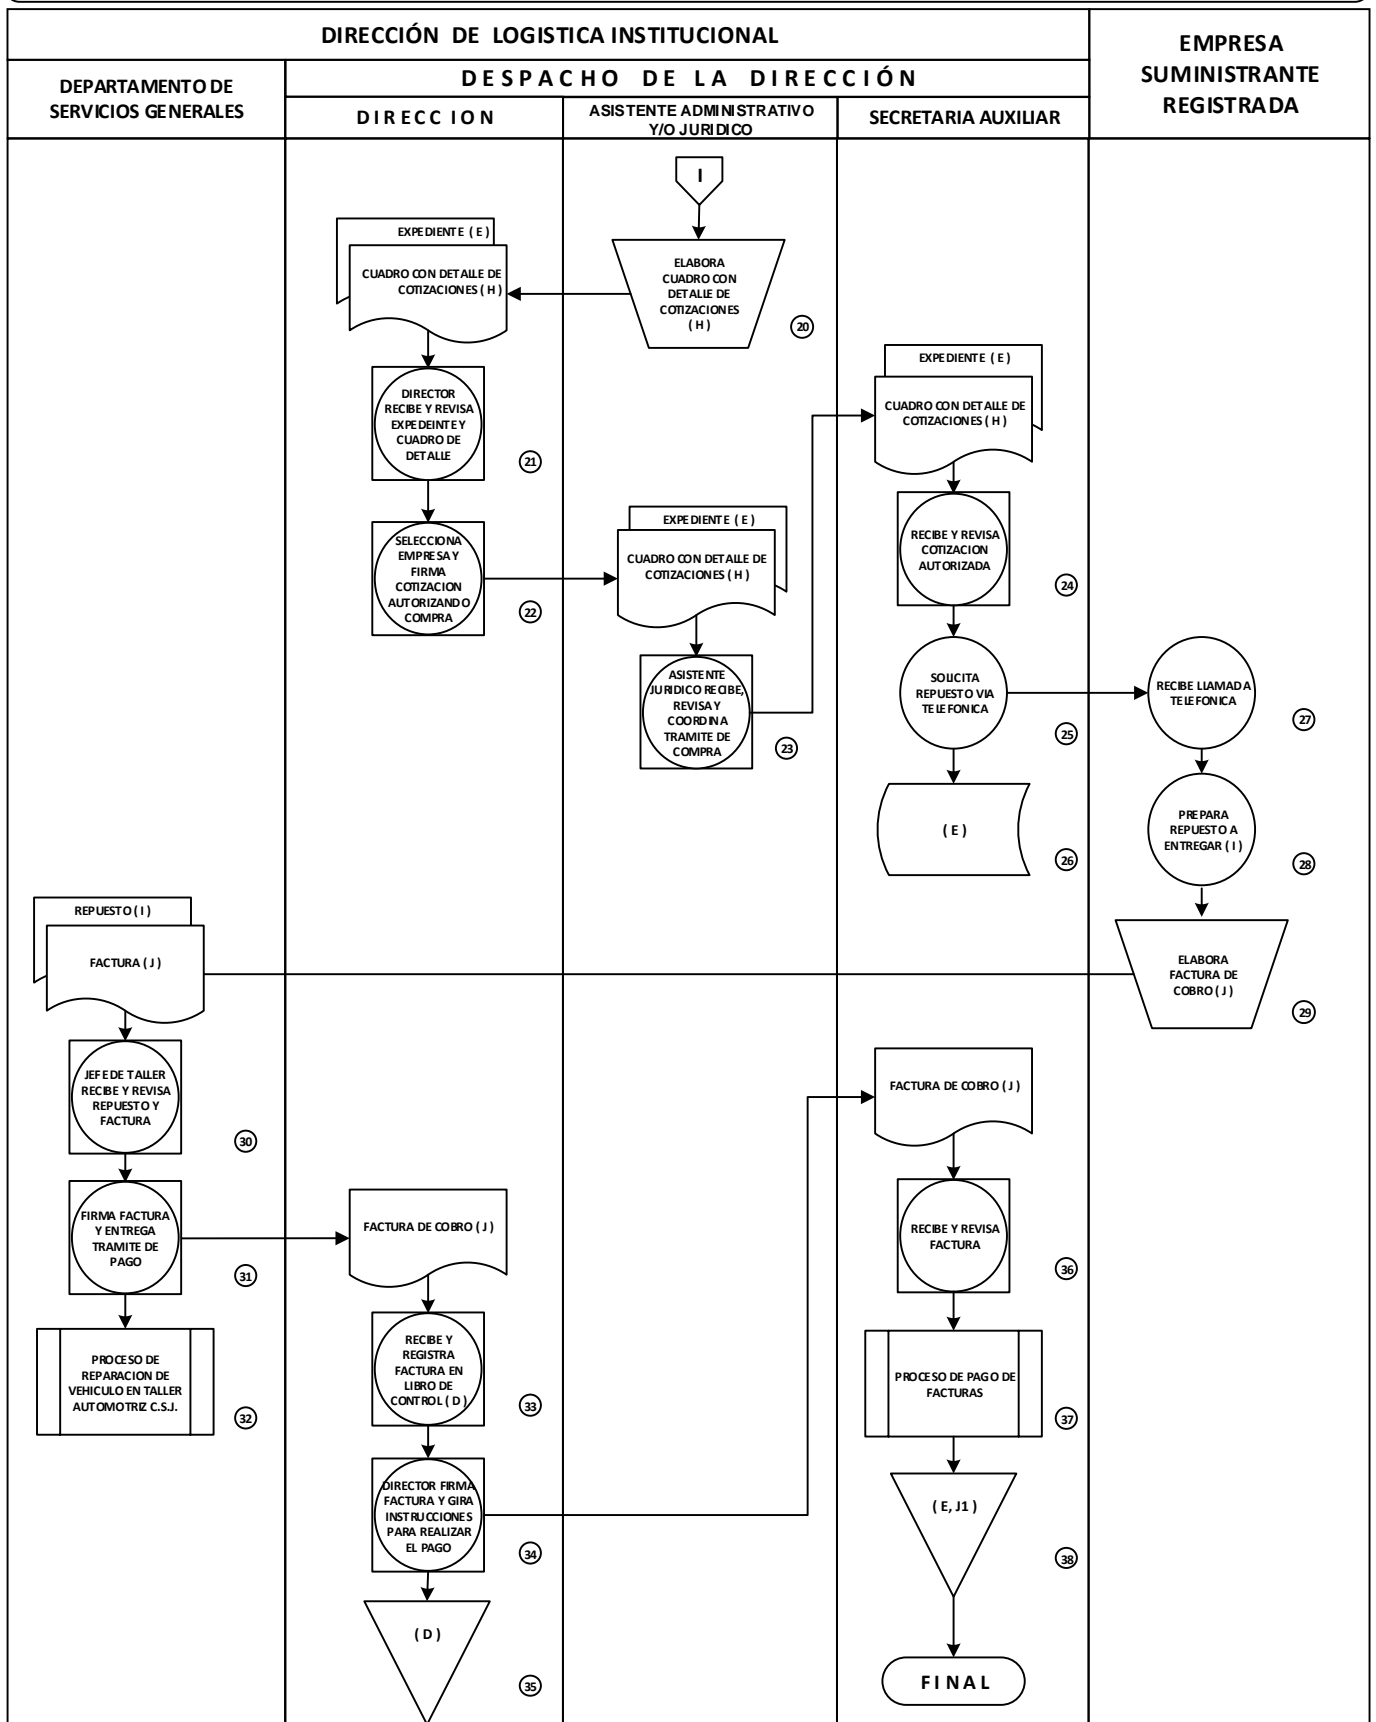 DIRECCIÓN DE LOGISTICA INSTITUCIONAL
EMPRESA
SUMINISTRANTE
REGISTRADA
DEPARTAMENTO DE
SERVICIOS GENERALES
DESPACHO DE LA DIRECCIÓN
DIRECCION
ASISTENTE ADMINISTRATIVO
Y/O JURIDICO
SECRETARIA AUXILIAR
I
ELABORA
CUADRO CON
DETALLE DE
COTIZACIONES
( H )
20
EXPEDIENTE ( E )
CUADRO CON DETALLE DE
COTIZACIONES ( H )
DIRECTOR
RECIBE Y REVISA
EXPEDEINTE Y
CUADRO DE
DETALLE
21
SELECCIONA
EMPRESA Y
FIRMA
COTIZACION
AUTORIZANDO
COMPRA
22
EXPEDIENTE ( E )
CUADRO CON DETALLE DE
COTIZACIONES ( H )
ASISTENTE
JURIDICO RECIBE,
REVISA Y
COORDINA
TRAMITE DE
COMPRA
23
EXPEDIENTE ( E )
CUADRO CON DETALLE DE
COTIZACIONES ( H )
RECIBE Y REVISA
COTIZACION
AUTORIZADA
24
SOLICITA
REPUESTO VIA
TELEFONICA
25
( E )
26
RECIBE LLAMADA
TELEFONICA
27
PREPARA
REPUESTO A
ENTREGAR ( I )
28
ELABORA
FACTURA DE
COBRO ( J )
29
REPUESTO ( I )
FACTURA ( J )
JEFE DE TALLER
RECIBE Y REVISA
REPUESTO Y
FACTURA
30
FIRMA FACTURA
Y ENTREGA
TRAMITE DE
PAGO
31
PROCESO DE
REPARACION DE
VEHICULO EN TALLER
AUTOMOTRIZ C.S.J.
32
FACTURA DE COBRO ( J )
RECIBE Y
REGISTRA
FACTURA EN
LIBRO DE
CONTROL ( D )
33
DIRECTOR FIRMA
FACTURA Y GIRA
INSTRUCCIONES
PARA REALIZAR
EL PAGO
34
( D )
35
FACTURA DE COBRO ( J )
RECIBE Y REVISA
FACTURA
36
PROCESO DE PAGO DE
FACTURAS
37
( E, J1 )
38
FINAL